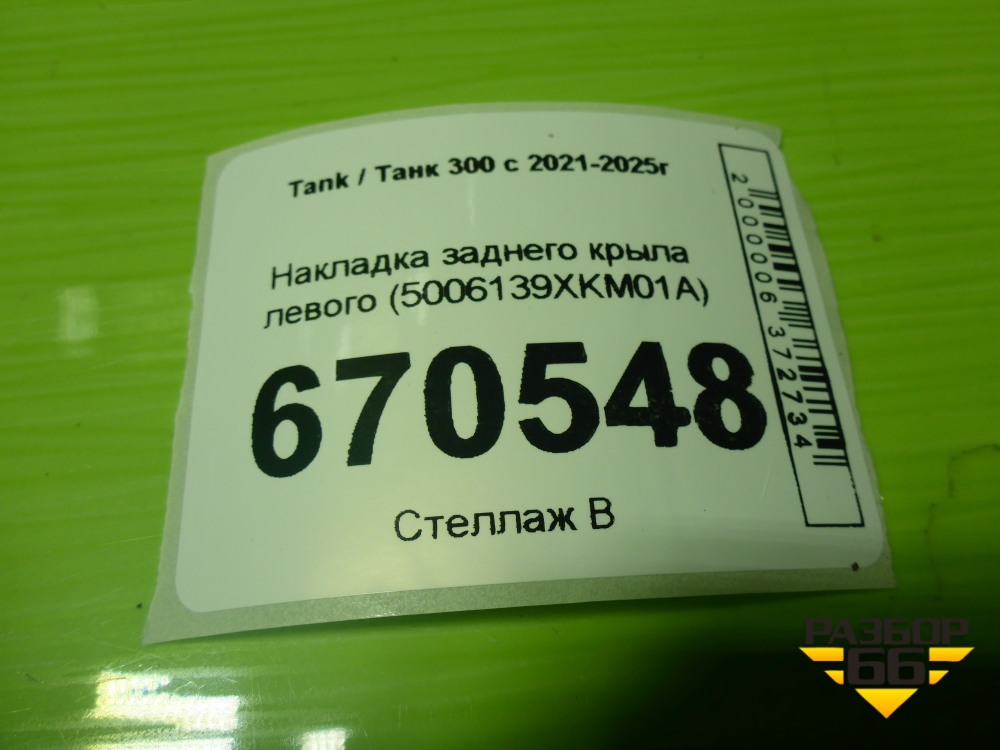 Tank / Танк 300 с 2021-2025г
Накладка заднего крыла
левого (5006139XKM01A)
670548
Стеллаж В
2000006372734
РАЗБОР
66